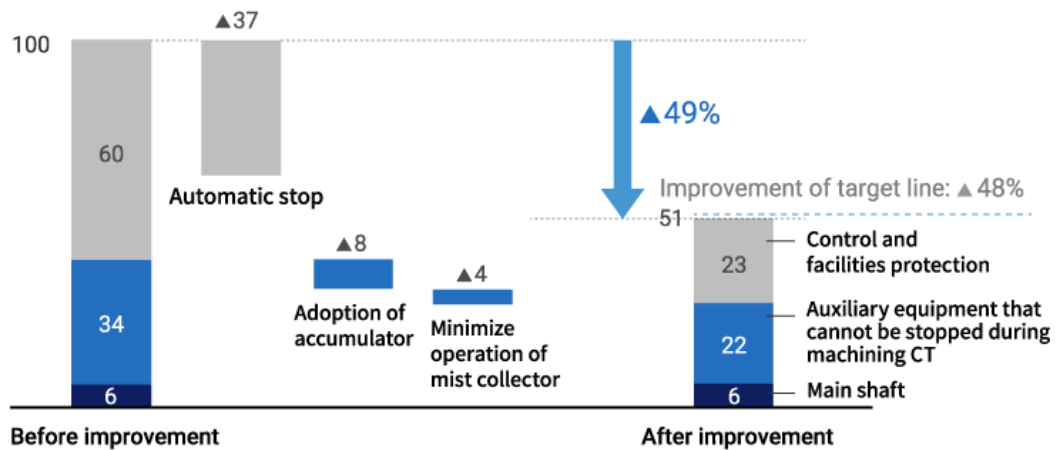 ▲37
100
60
Automatic stop
▲49%
Improvement of target line: ▲48%
51
▲8
▲4
Adoption of
accumulator
Minimize
operation of
mist collector
34
6
23
Control and
facilities protection
22
Auxiliary equipment that
cannot be stopped during
machining CT
6
Main shaft
Before improvement
After improvement